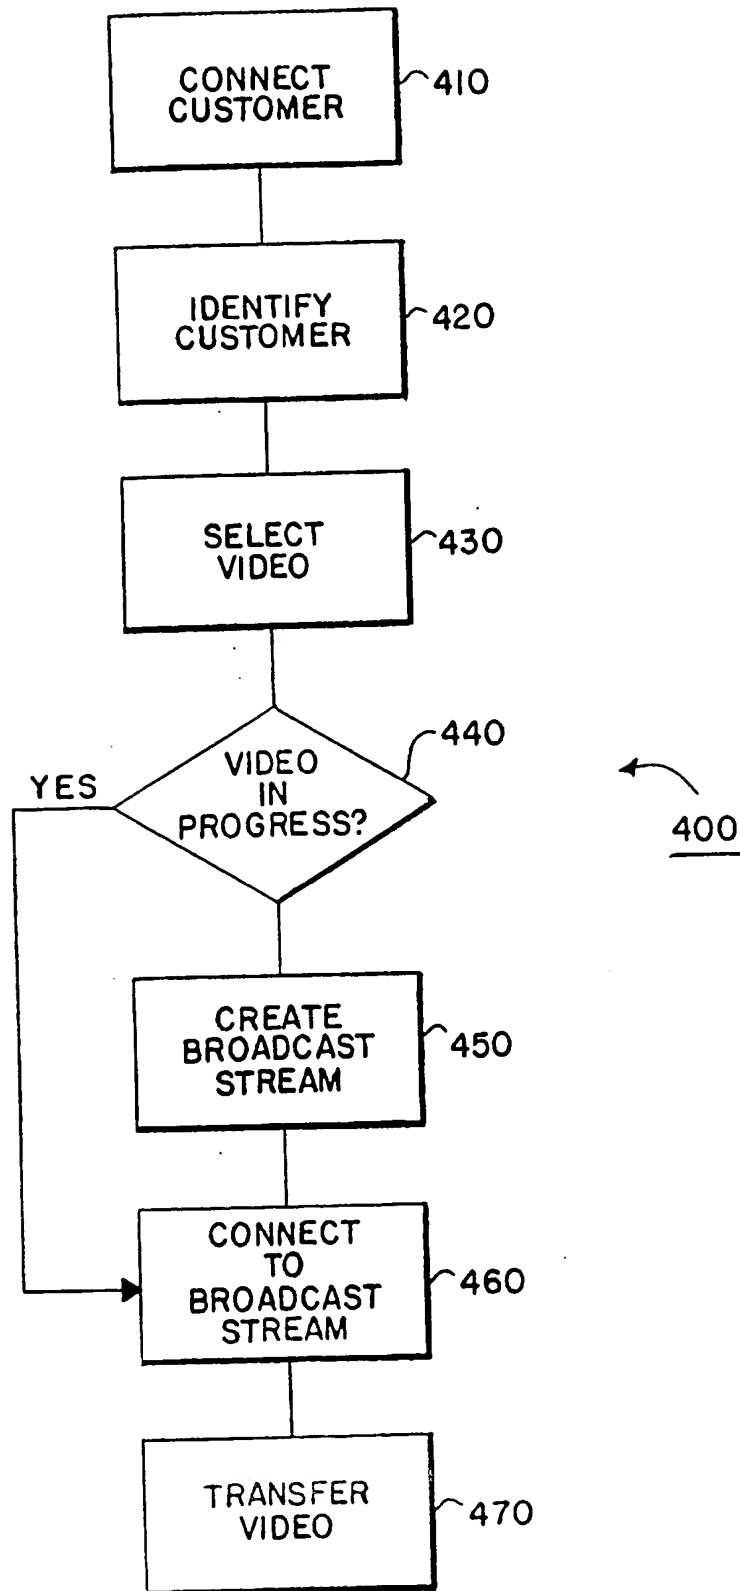 CONNECT
CUSTOMER
410
IDENTIFY
CUSTOMER
420
SELECT
VIDEO
430
VIDEO
IN
PROGRESS?
440
YES
400
CREATE
BROADCAST
STREAM
450
CONNECT
TO
BROADCAST
STREAM
460
TRANSFER
VIDEO
470